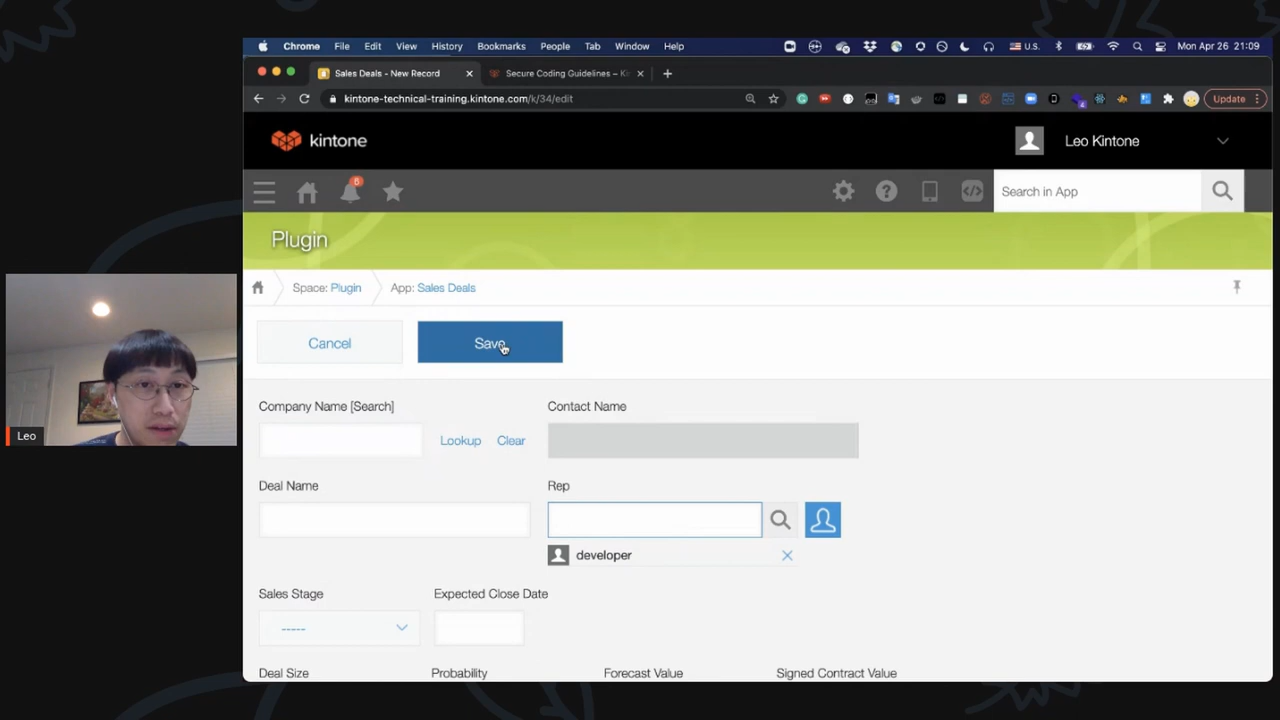 Chrome File Edit View History Bookmarks People Tab Window Help U.S. Mon Apr 26 21:09
Sales Deals - New Record Secure Coding Guidelines – Ki
kintone-technical-training.kintone.com/k/34/edit Update
kintone Leo Kintone
6
Search in App
Plugin
Space: Plugin App: Sales Deals
Cancel Save
Company Name [Search] Contact Name
Lookup Clear
Deal Name Rep
developer
Leo
Sales Stage Expected Close Date
-----
Deal Size Probability Forecast Value Signed Contract Value